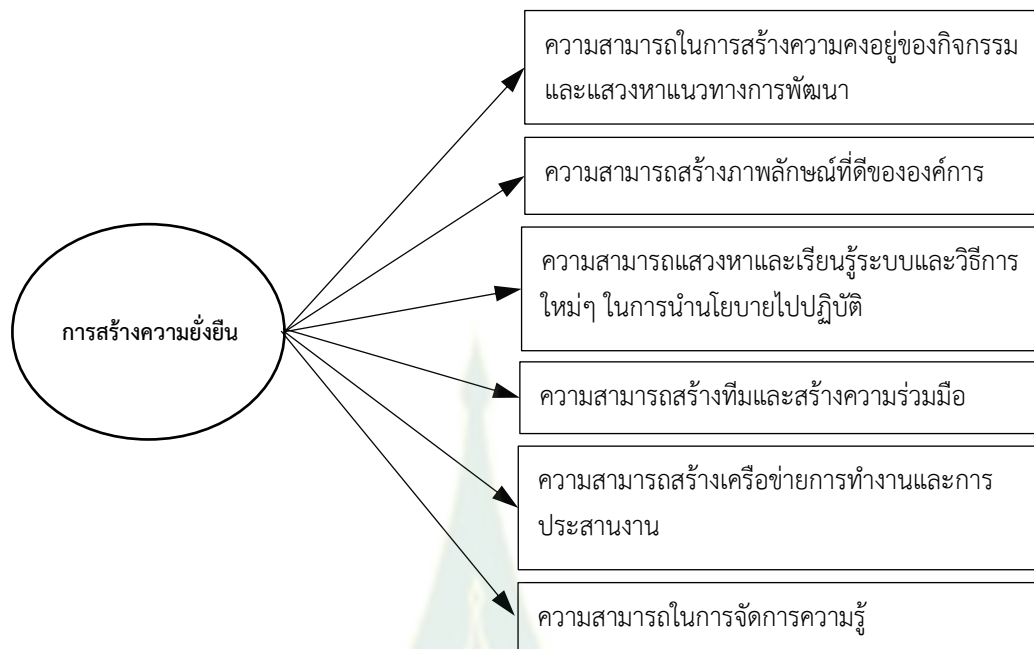 ความสามารถในการสร้างความคงอยู่ของกิจกรรม
และแสวงหาแนวทางการพัฒนา
ความสามารถสร้างภาพลักษณ์ที่ดีขององค์การ
ความสามารถแสวงหาและเรียนรู้ระบบและวิธีการ
ใหม่ๆ ในการนำนโยบายไปปฏิบัติ
การสร้างความยั่งยืน
ความสามารถสร้างทีมและสร้างความร่วมมือ
ความสามารถสร้างเครือข่ายการทำงานและการ
ประสานงาน
ความสามารถในการจัดการความรู้